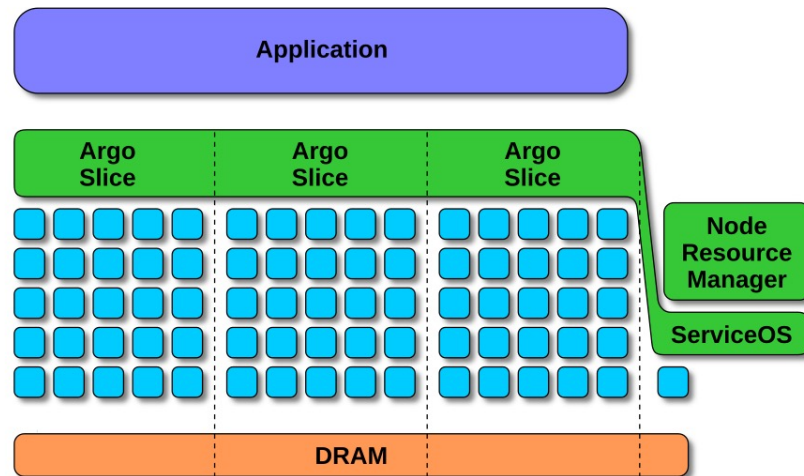 Application
Argo
Slice
Argo
Slice
Argo
Slice
Node
Resource
Manager
ServiceOS
DRAM